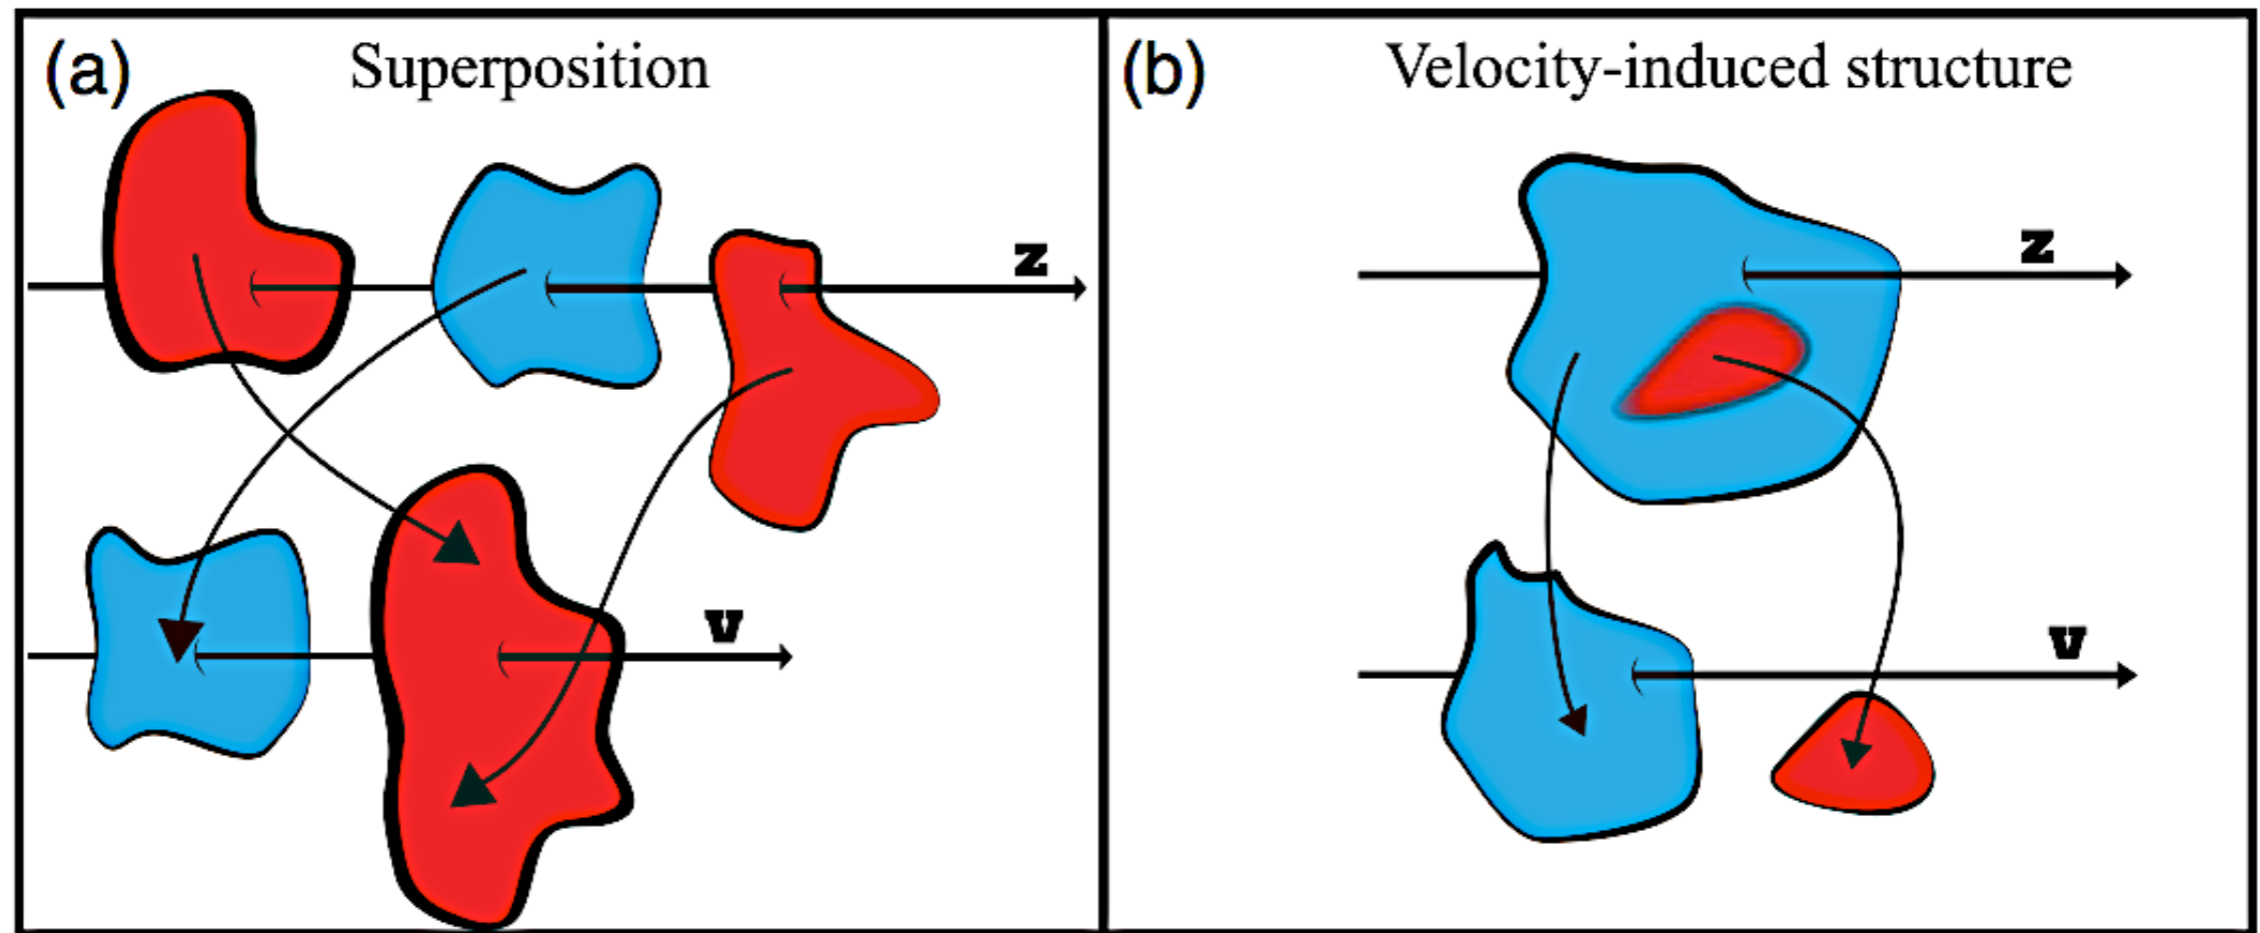 (a) Superposition
z
v
(b) Velocity-induced structure
z
v